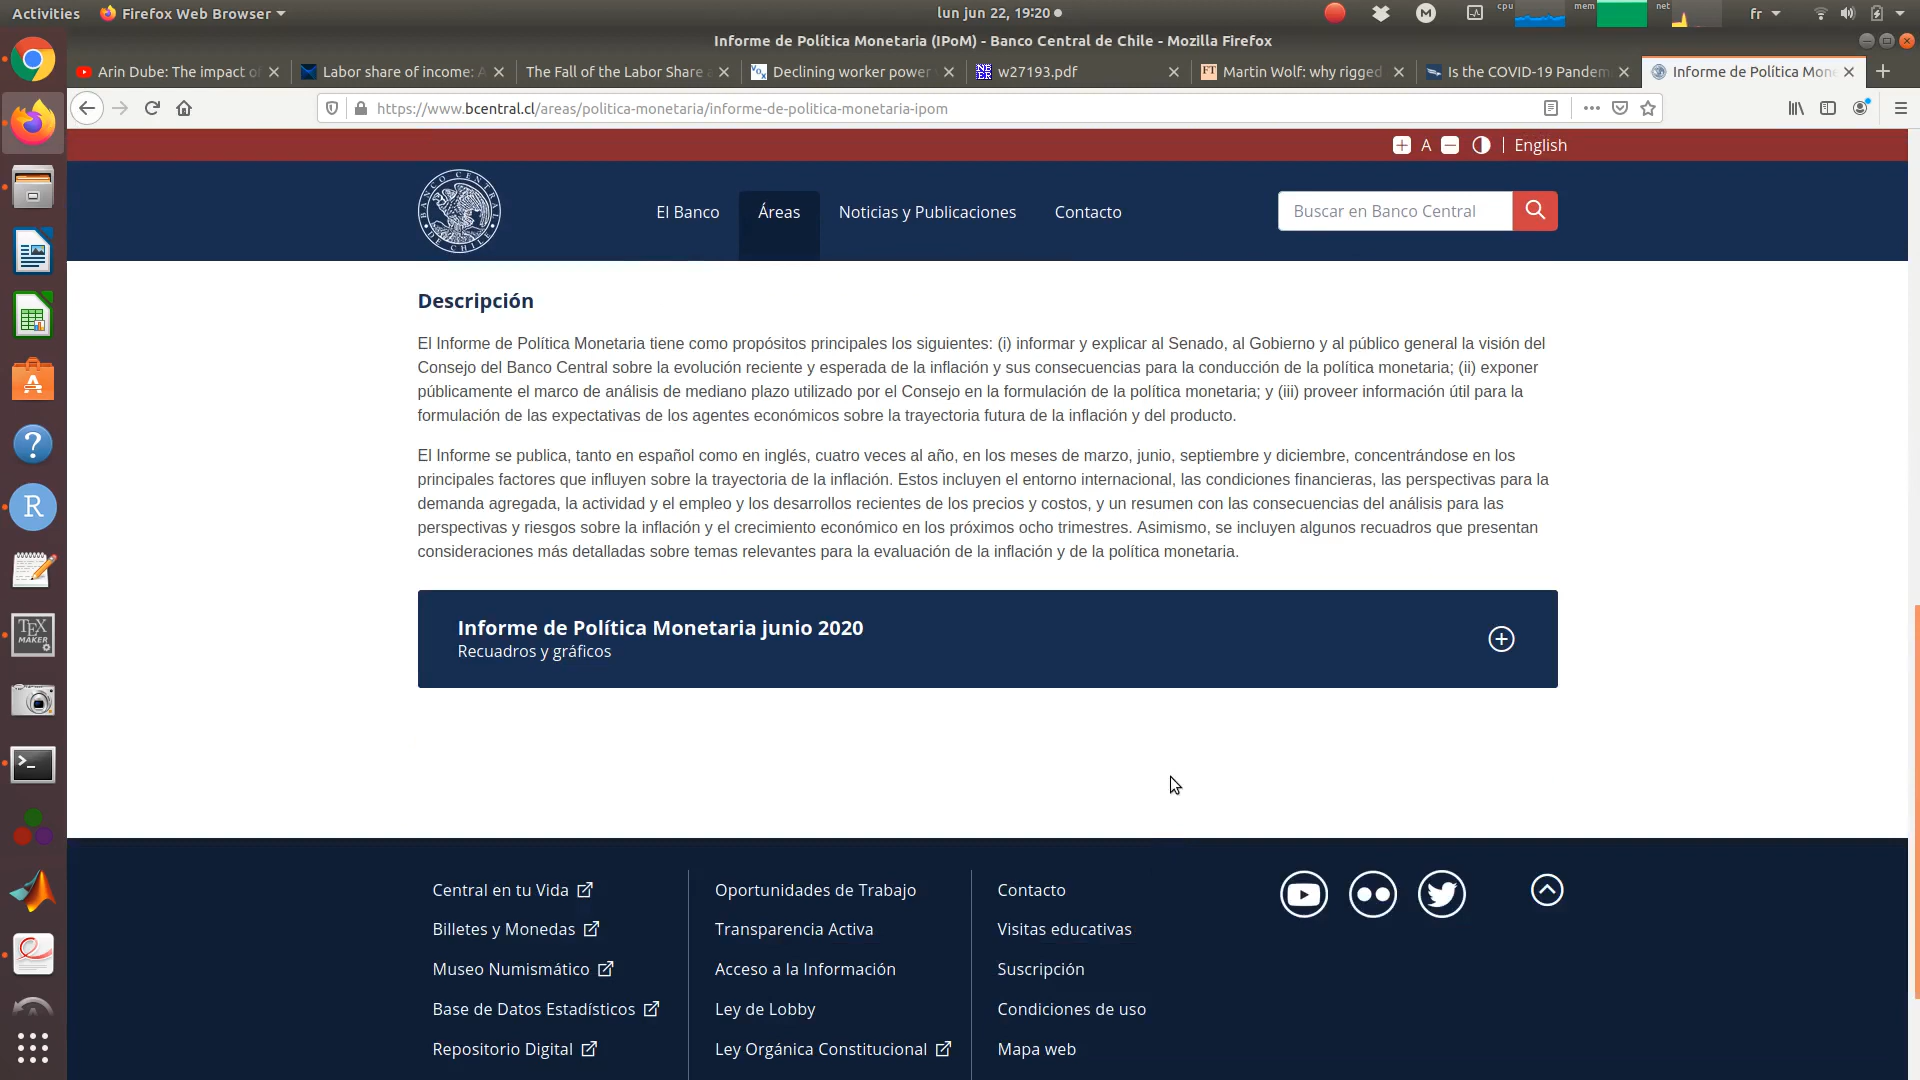 Activities Firefox Web Browser lun jun 22, 19:20 cpu mem net fr
Informe de Política Monetaria (IPoM) - Banco Central de Chile - Mozilla Firefox
Arin Dube: The impact of Labor share of income: A The Fall of the Labor Share a Declining worker power w27193.pdf Martin Wolf: why rigged Is the COVID-19 Pandem Informe de Política Mone
https://www.bcentral.cl/areas/politica-monetaria/informe-de-politica-monetaria-ipom
A English
BANCO CENTRAL DE CHILE
El Banco Áreas Noticias y Publicaciones Contacto Buscar en Banco Central
Descripción
El Informe de Política Monetaria tiene como propósitos principales los siguientes: (i) informar y explicar al Senado, al Gobierno y al público general la visión del
Consejo del Banco Central sobre la evolución reciente y esperada de la inflación y sus consecuencias para la conducción de la política monetaria; (ii) exponer
públicamente el marco de análisis de mediano plazo utilizado por el Consejo en la formulación de la política monetaria; y (iii) proveer información útil para la
formulación de las expectativas de los agentes económicos sobre la trayectoria futura de la inflación y del producto.
El Informe se publica, tanto en español como en inglés, cuatro veces al año, en los meses de marzo, junio, septiembre y diciembre, concentrándose en los
principales factores que influyen sobre la trayectoria de la inflación. Estos incluyen el entorno internacional, las condiciones financieras, las perspectivas para la
demanda agregada, la actividad y el empleo y los desarrollos recientes de los precios y costos, y un resumen con las consecuencias del análisis para las
perspectivas y riesgos sobre la inflación y el crecimiento económico en los próximos ocho trimestres. Asimismo, se incluyen algunos recuadros que presentan
consideraciones más detalladas sobre temas relevantes para la evaluación de la inflación y de la política monetaria.
Informe de Política Monetaria junio 2020
Recuadros y gráficos
Central en tu Vida
Billetes y Monedas
Museo Numismático
Base de Datos Estadísticos
Repositorio Digital
Oportunidades de Trabajo
Transparencia Activa
Acceso a la Información
Ley de Lobby
Ley Orgánica Constitucional
Contacto
Visitas educativas
Suscripción
Condiciones de uso
Mapa web